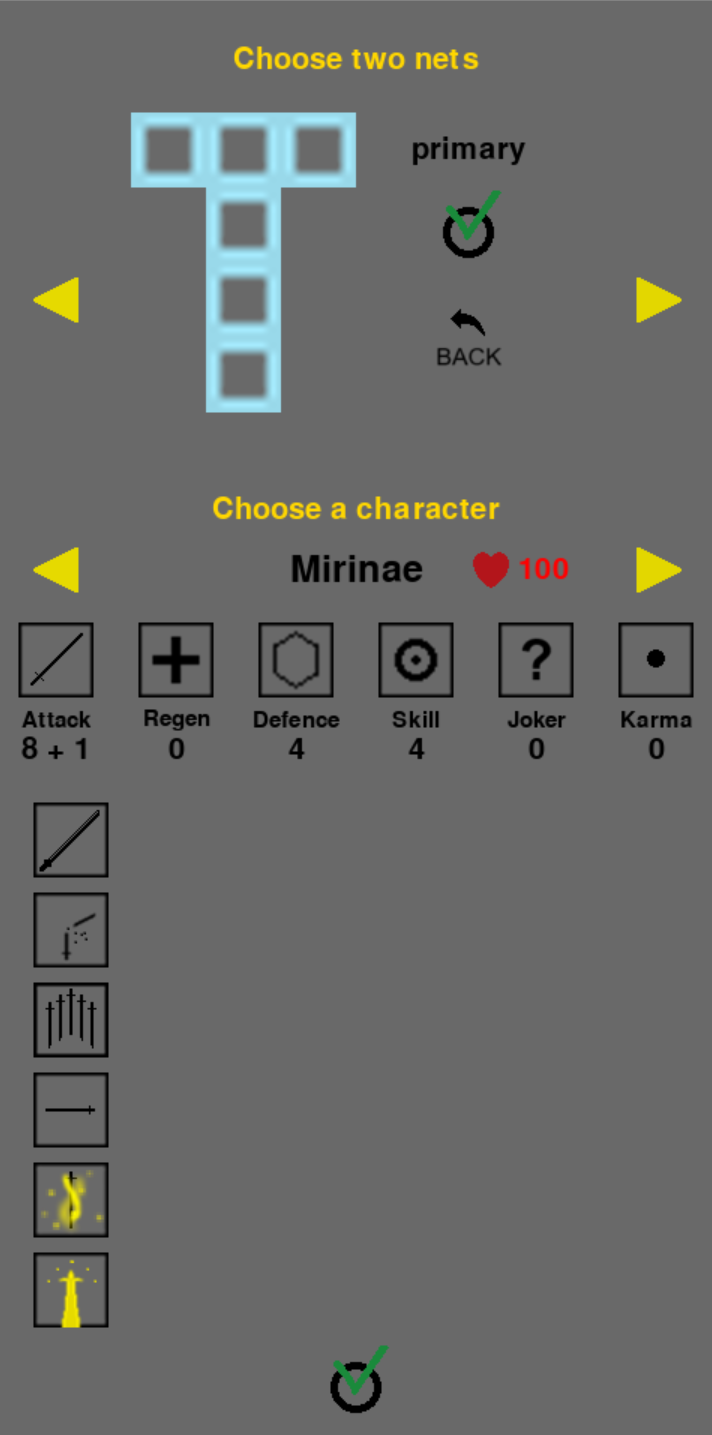 Choose two nets
primary
BACK
Choose a character
Mirinae 100
Attack Regen Defence Skill Joker Karma
8 + 1 0 4 4 0 0